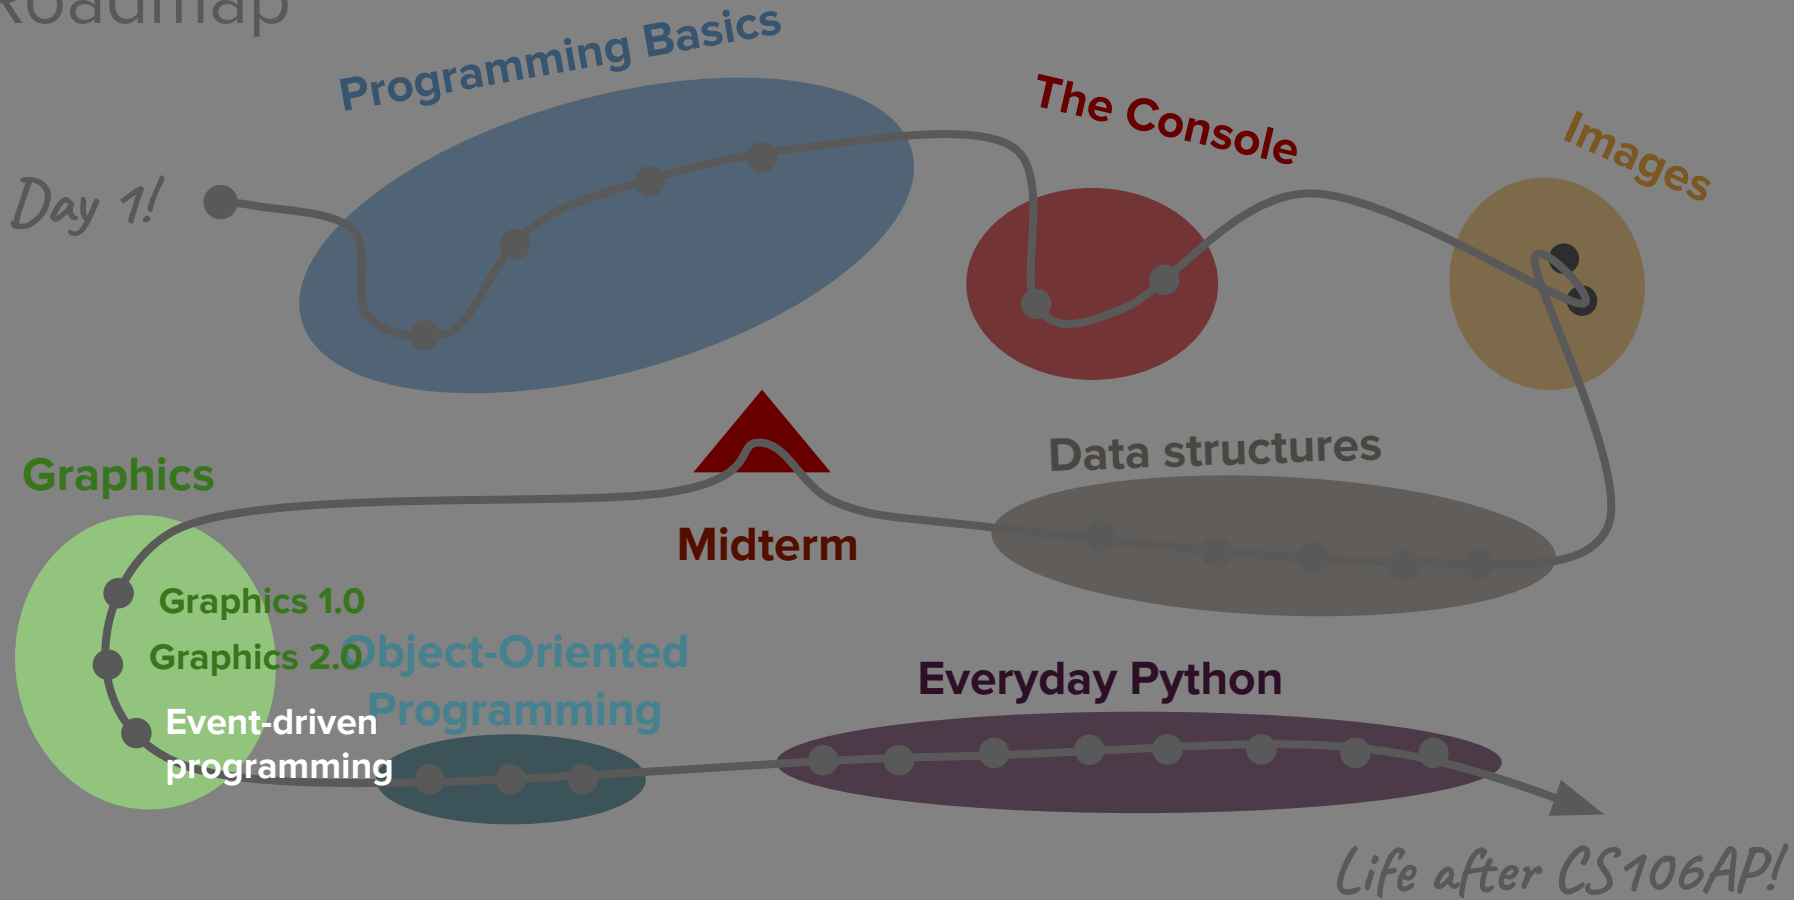 Roadmap
Programming Basics
The Console
Images
Day 1!
Graphics
Data structures
Midterm
Graphics 1.0
Graphics 2.0
Object-Oriented
Programming
Event-driven
programming
Everyday Python
Life after CS106AP!